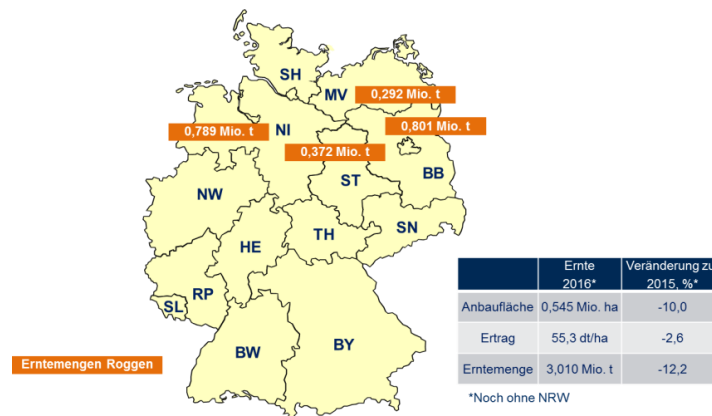 SH
MV
0,292 Mio. t
0,789 Mio. t
NI
0,801 Mio. t
0,372 Mio. t
ST
BB
NW
SN
TH
HE
RP
SL
BW
BY
Erntemengen Roggen
Ernte 2016*
Veränderung zu 2015, %*
Anbaufläche 0,545 Mio. ha -10,0
Ertrag 55,3 dt/ha -2,6
Erntemenge 3,010 Mio. t -12,2
*Noch ohne NRW